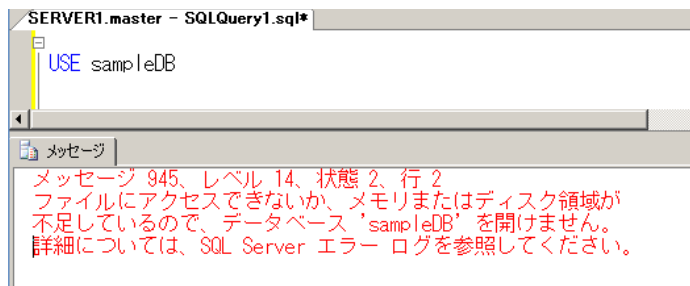 SERVER1.master - SQLQuery1.sql*
USE sampleDB
メッセージ
メッセージ 945、レベル 14、状態 2、行 2
ファイルにアクセスできないか、メモリまたはディスク領域が
不足しているので、データベース 'sampleDB' を開けません。
詳細については、SQL Server エラー ログを参照してください。